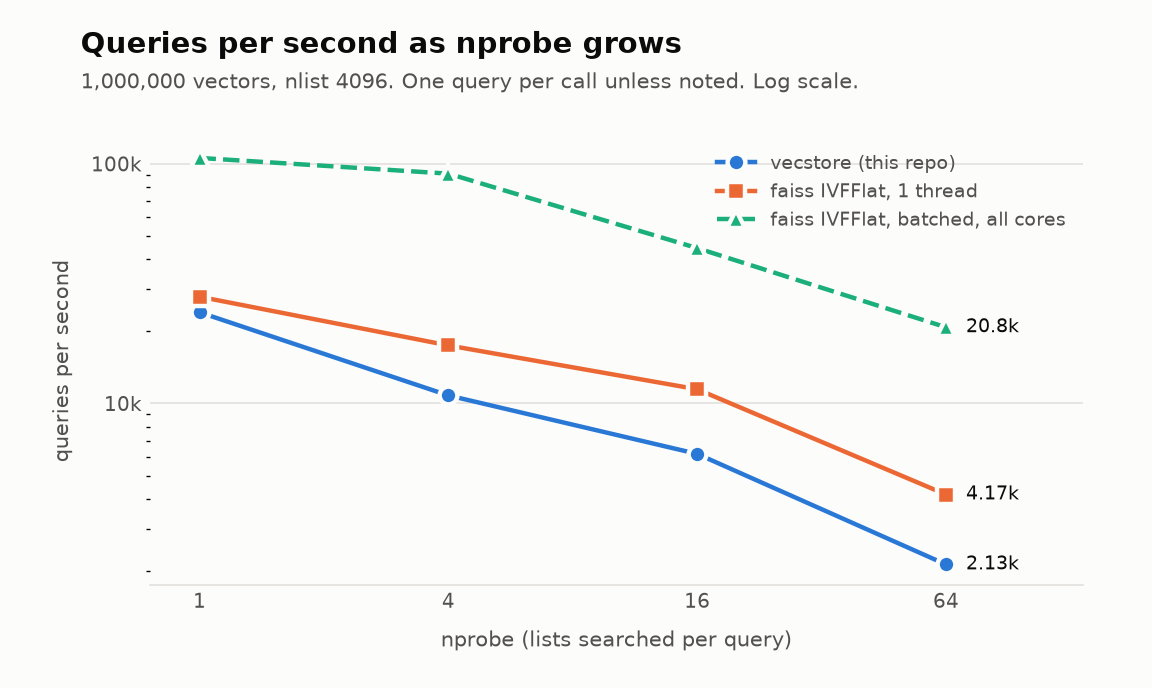 Queries per second as nprobe grows
1,000,000 vectors, nlist 4096. One query per call unless noted. Log scale.
vecstore (this repo)
faiss IVFFlat, 1 thread
faiss IVFFlat, batched, all cores
queries per second
100k
10k
20.8k
4.17k
2.13k
1 4 16 64
nprobe (lists searched per query)